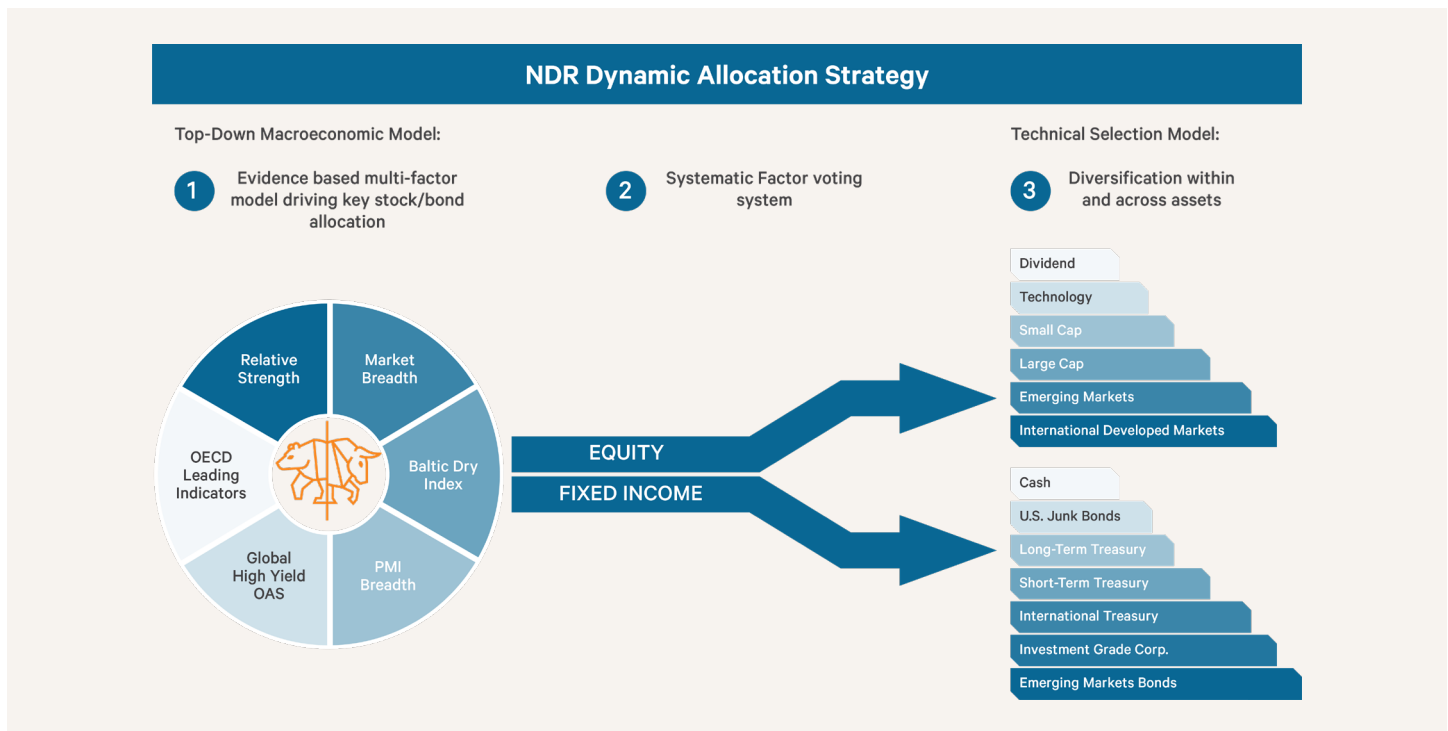 NDR Dynamic Allocation Strategy
Top-Down Macroeconomic Model:
1
Evidence based multi-factor
model driving key stock/bond
allocation
2
Systematic Factor voting
system
Technical Selection Model:
3
Diversification within
and across assets
Relative
Strength
Market
Breadth
Baltic Dry
Index
PMI
Breadth
Global
High Yield
OAS
OECD
Leading
Indicators
EQUITY
FIXED INCOME
Dividend
Technology
Small Cap
Large Cap
Emerging Markets
International Developed Markets
Cash
U.S. Junk Bonds
Long-Term Treasury
Short-Term Treasury
International Treasury
Investment Grade Corp.
Emerging Markets Bonds